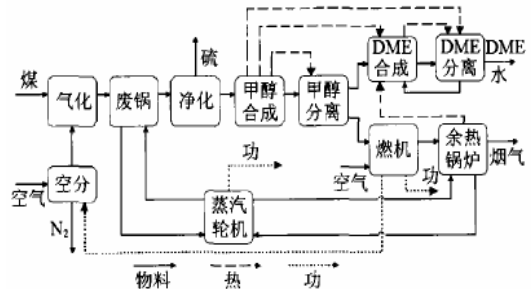 硫
DME
合成
DME
分离
DME
水
煤
气化
废锅
净化
甲醇
合成
甲醇
分离
空气
空分
N₂
功
蒸汽
轮机
空气
燃机
功
余热
锅炉
烟气
物料
热
功